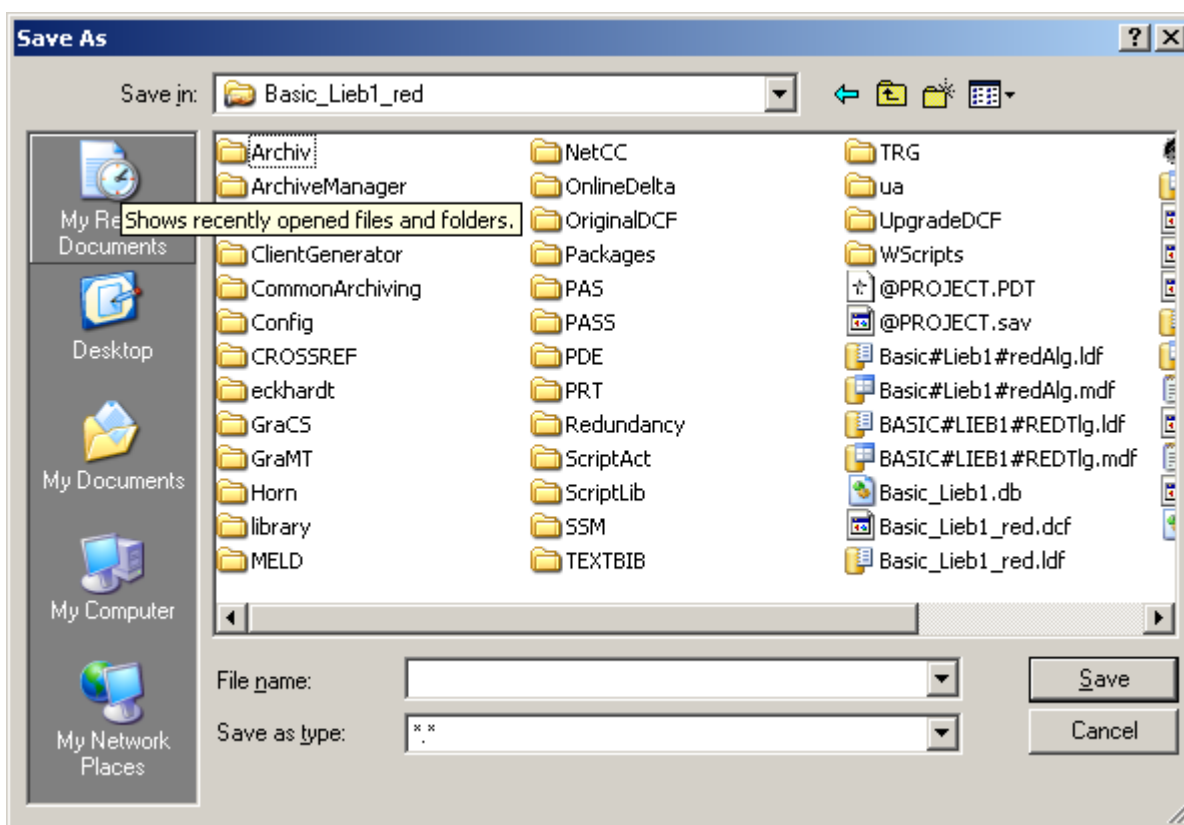 Save As
Save in:
Basic_Lieb1_red
My Re
Documents
Shows recently opened files and folders.
Desktop
My Documents
My Computer
My Network
Places
Archiv
ArchiveManager
ClientGenerator
CommonArchiving
Config
CROSSREF
eckhardt
GraCS
GraMT
Horn
library
MELD
NetCC
OnlineDelta
OriginalDCF
Packages
PAS
PASS
PDE
PRT
Redundancy
ScriptAct
ScriptLib
SSM
TEXTBIB
TRG
ua
UpgradeDCF
WScripts
@PROJECT.PDT
@PROJECT.sav
Basic#Lieb1#redAlg.ldf
Basic#Lieb1#redAlg.mdf
BASIC#LIEB1#REDTlg.ldf
BASIC#LIEB1#REDTlg.mdf
Basic_Lieb1.db
Basic_Lieb1_red.dcf
Basic_Lieb1_red.ldf
File name:
Save
Save as type:
*.*
Cancel